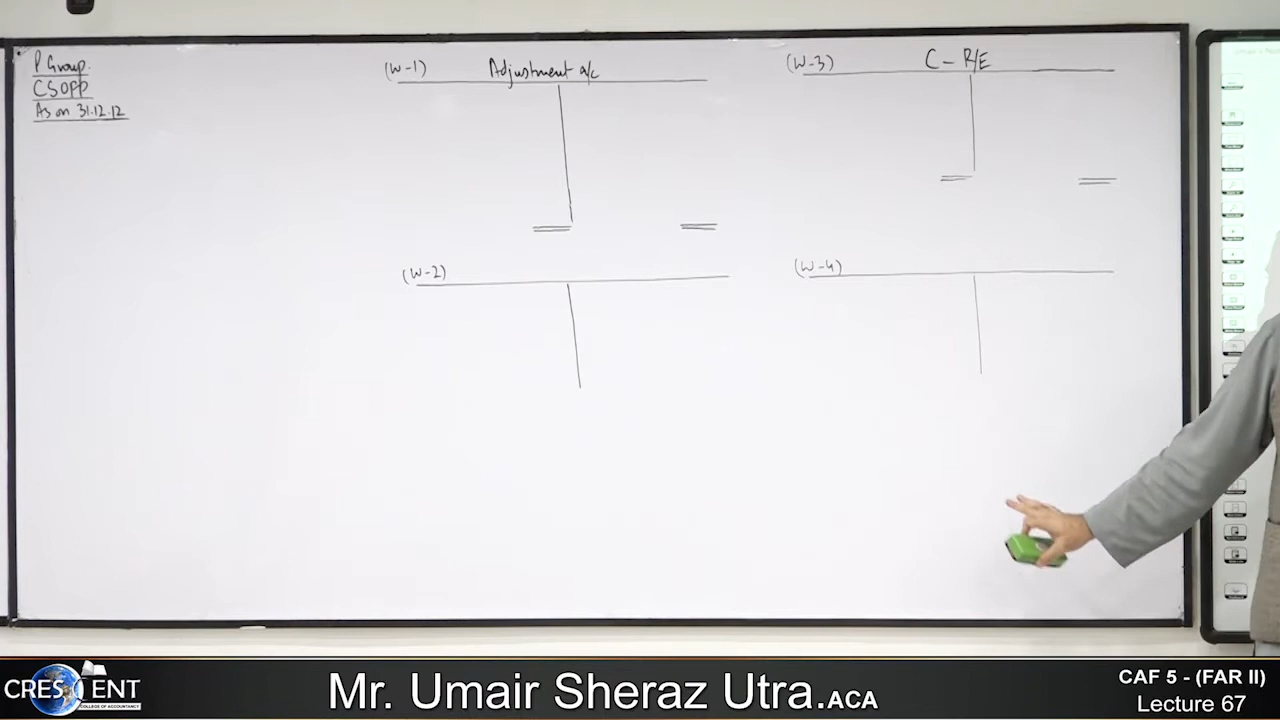 P Group.
CSOFP
As on 31.12.12
(W-1) Adjustment a/c
(W-3) C - R/E
(W-2)
(W-4)
CRESCENT
COLLEGE OF ACCOUNTANCY
Mr. Umair Sheraz Utra.ACA
CAF 5 - (FAR II)
Lecture 67